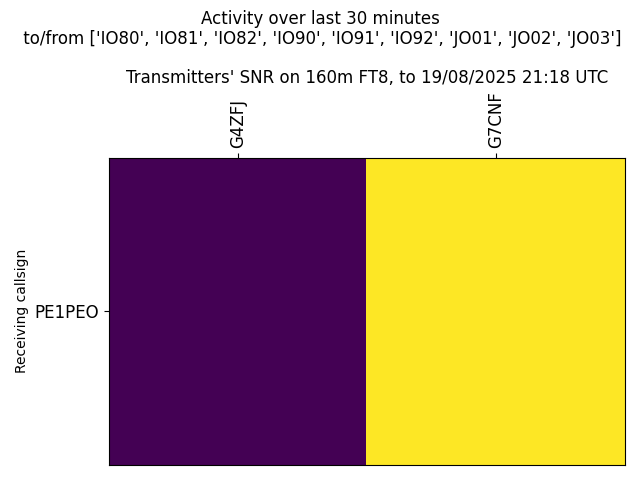 Activity over last 30 minutes
to/from ['IO80', 'IO81', 'IO82', 'IO90', 'IO91', 'IO92', 'JO01', 'JO02', 'JO03']
Transmitters' SNR on 160m FT8, to 19/08/2025 21:18 UTC
G4ZFJ
G7CNF
Receiving callsign
PE1PEO